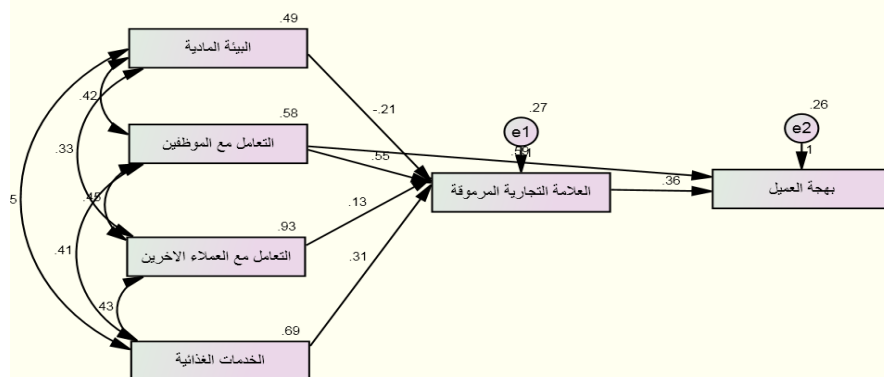 .49
البيئة المادية
.42
-.21
.33
.58
التعامل مع الموظفين
.55
.27
e1
.59
.26
e2
1
العلامة التجارية المرموقة
.36
بهجة العميل
5
.45
.13
.93
التعامل مع العملاء الاخرين
.41
.31
.43
.69
الخدمات الغذائية